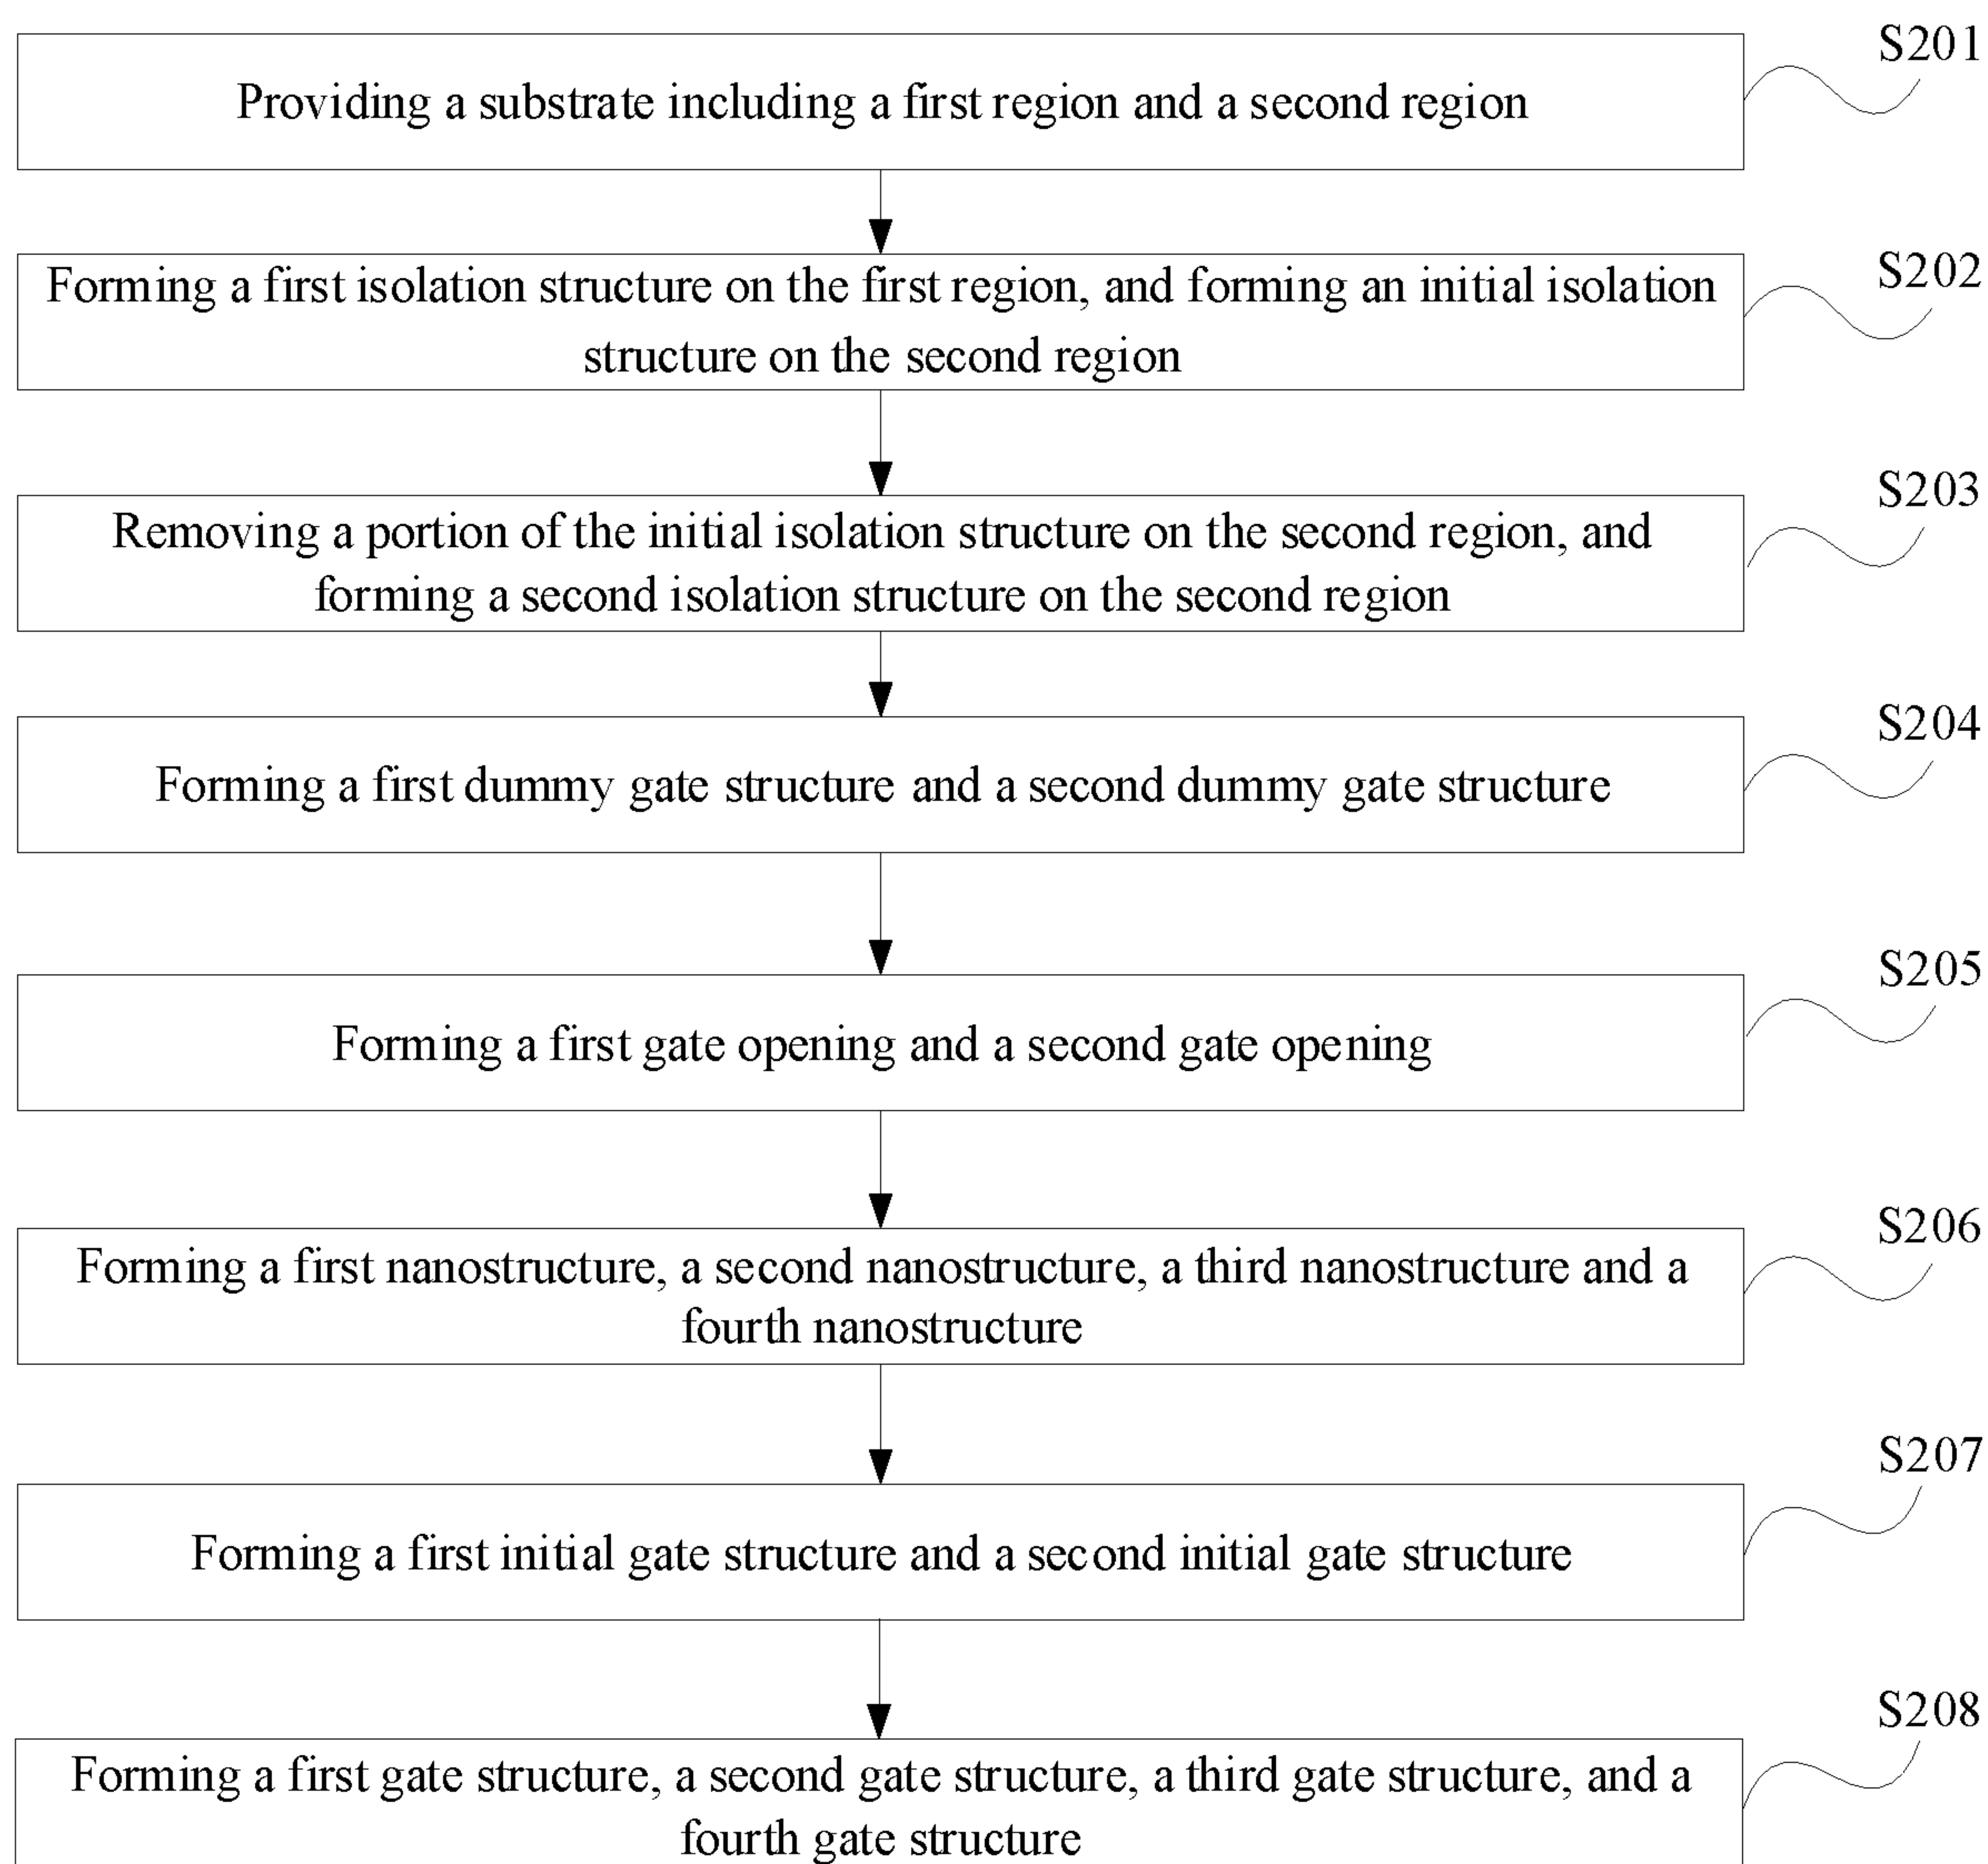 S201
Providing a substrate including a first region and a second region
S202
Forming a first isolation structure on the first region, and forming an initial isolation
structure on the second region
S203
Removing a portion of the initial isolation structure on the second region, and
forming a second isolation structure on the second region
S204
Forming a first dummy gate structure and a second dummy gate structure
S205
Forming a first gate opening and a second gate opening
S206
Forming a first nanostructure, a second nanostructure, a third nanostructure and a
fourth nanostructure
S207
Forming a first initial gate structure and a second initial gate structure
S208
Forming a first gate structure, a second gate structure, a third gate structure, and a
fourth gate structure